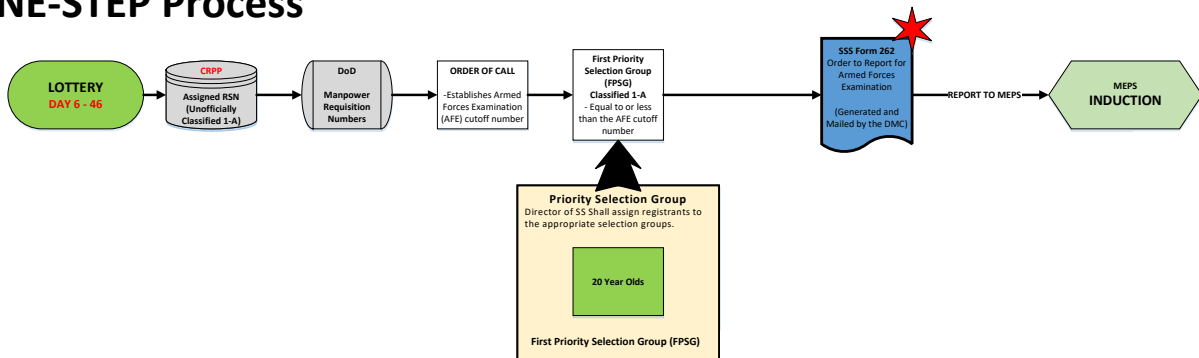 NE-STEP Process
LOTTERY
DAY 6 - 46
CRPP
Assigned RSN
(Unofficially
Classified 1-A)
DoD
Manpower
Requisition
Numbers
ORDER OF CALL
-Establishes Armed
Forces Examination
(AFE) cutoff number
First Priority
Selection Group
(FPSG)
Classified 1-A
- Equal to or less
than the AFE cutoff
number
SSS Form 262
Order to Report for
Armed Forces
Examination
(Generated and
Mailed by the DMC)
REPORT TO MEPS
MEPS
INDUCTION
Priority Selection Group
Director of SS Shall assign registrants to
the appropriate selection groups.
20 Year Olds
First Priority Selection Group (FPSG)